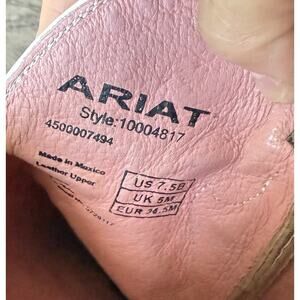 ARIAT
Style:10004817
4500007494
Made in Mexico
Leather Upper
US 7.5B
UK 5M
EUR 38.5M